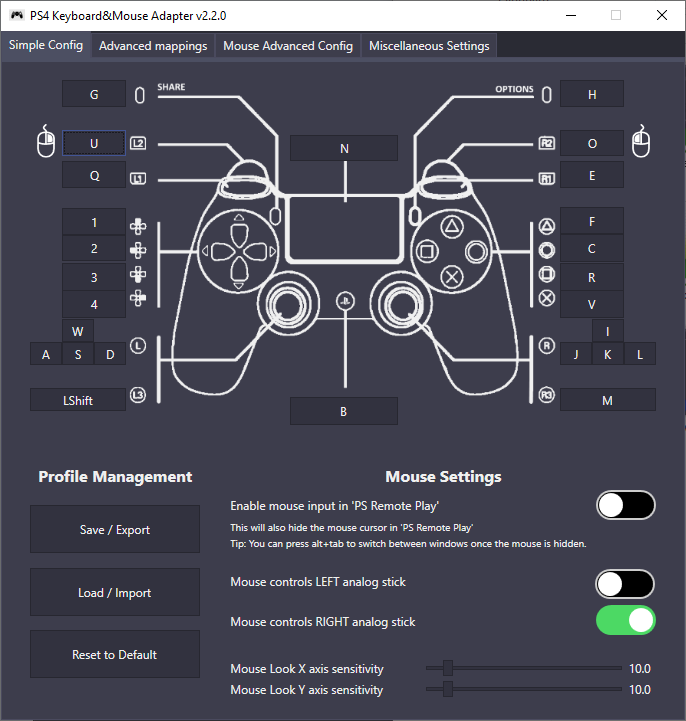 PS4 Keyboard&Mouse Adapter v2.2.0
Simple Config Advanced mappings Mouse Advanced Config Miscellaneous Settings
G SHARE OPTIONS H
U L2 N R2 O
Q L1 R1 E
1 F
2 C
3 R
4 V
W I
A S D L R J K L
LShift L3 R3 M
B
Profile Management
Save / Export
Load / Import
Reset to Default
Mouse Settings
Enable mouse input in 'PS Remote Play'
This will also hide the mouse cursor in 'PS Remote Play'
Tip: You can press alt+tab to switch between windows once the mouse is hidden.
Mouse controls LEFT analog stick
Mouse controls RIGHT analog stick
Mouse Look X axis sensitivity 10.0
Mouse Look Y axis sensitivity 10.0